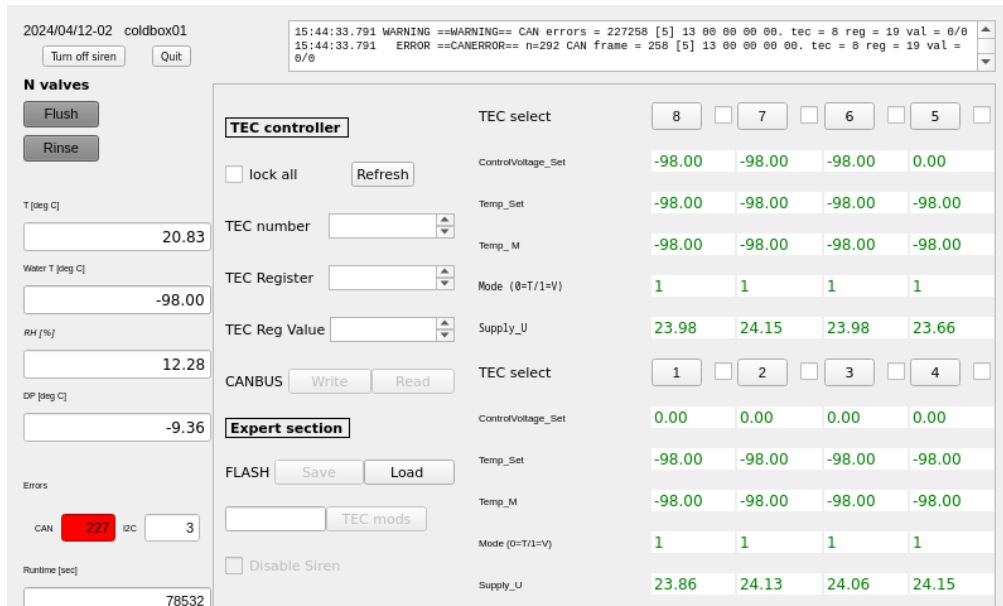 2024/04/12-02 coldbox01
Turn off siren Quit
15:44:33.791 WARNING ==WARNING== CAN errors = 227258 [5] 13 00 00 00 00. tec = 8 reg = 19 val = 0/0
15:44:33.791 ERROR ==CANERROR== n=292 CAN frame = 258 [5] 13 00 00 00 00. tec = 8 reg = 19 val =
0/0
N valves
Flush
Rinse
T [deg C]
20.83
Water T [deg C]
-98.00
RH [%]
12.28
DP [deg C]
-9.36
Errors
CAN 227 I2C 3
Runtime [sec]
78532
TEC controller
lock all Refresh
TEC number
TEC Register
TEC Reg Value
CANBUS Write Read
Expert section
FLASH Save Load
TEC mods
Disable Siren
TEC select 8 7 6 5
ControlVoltage_Set -98.00 -98.00 -98.00 0.00
Temp_Set -98.00 -98.00 -98.00 -98.00
Temp_ M -98.00 -98.00 -98.00 -98.00
Mode (0=T/1=V) 1 1 1 1
Supply_U 23.98 24.15 23.98 23.66
TEC select 1 2 3 4
ControlVoltage_Set 0.00 0.00 0.00 0.00
Temp_Set -98.00 -98.00 -98.00 -98.00
Temp_M -98.00 -98.00 -98.00 -98.00
Mode (0=T/1=V) 1 1 1 1
Supply_U 23.86 24.13 24.06 24.15